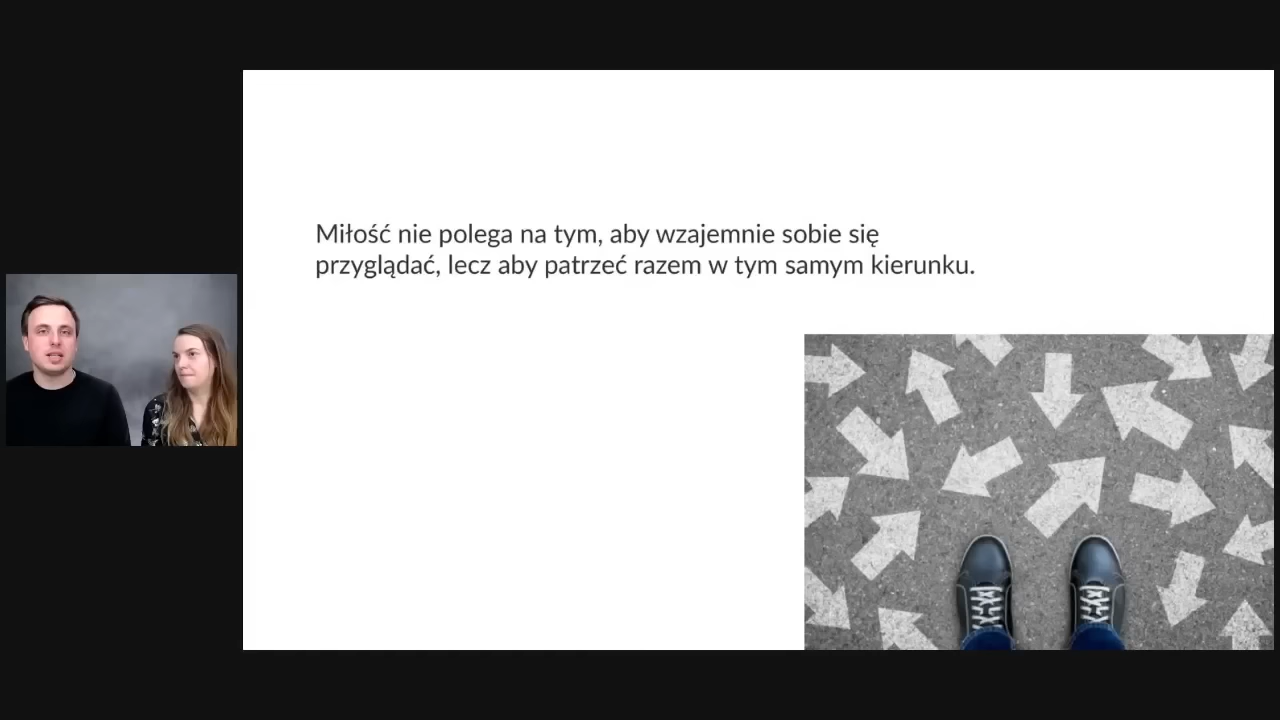 Miłość nie polega na tym, aby wzajemnie sobie się
przyglądać, lecz aby patrzeć razem w tym samym kierunku.